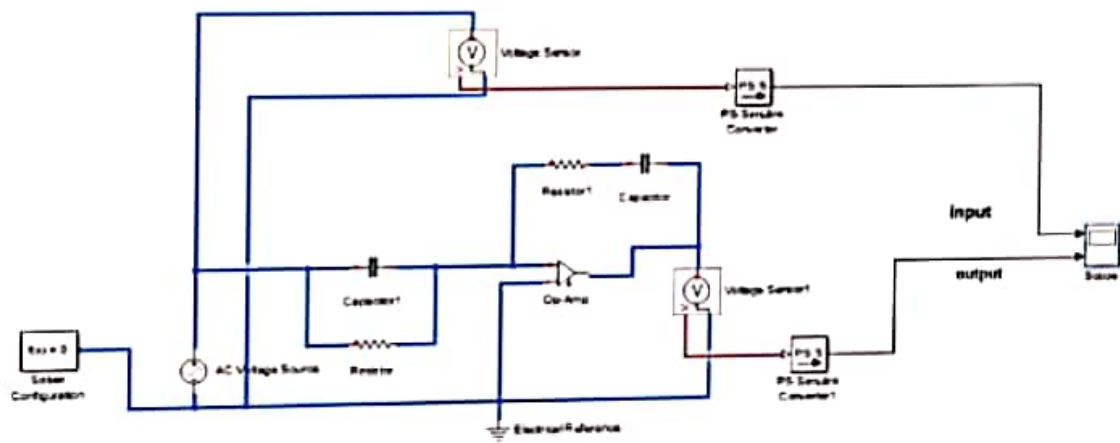 V
Voltage Sensor
PS S
PS-Simulink
Converter
Resistor1
Capacitor
input
Capacitor1
Op-Amp
V
Voltage Sensor1
output
Scope
f(x) = 0
Solver
Configuration
AC Voltage Source
Resistor
PS S
PS-Simulink
Converter1
Electrical Reference